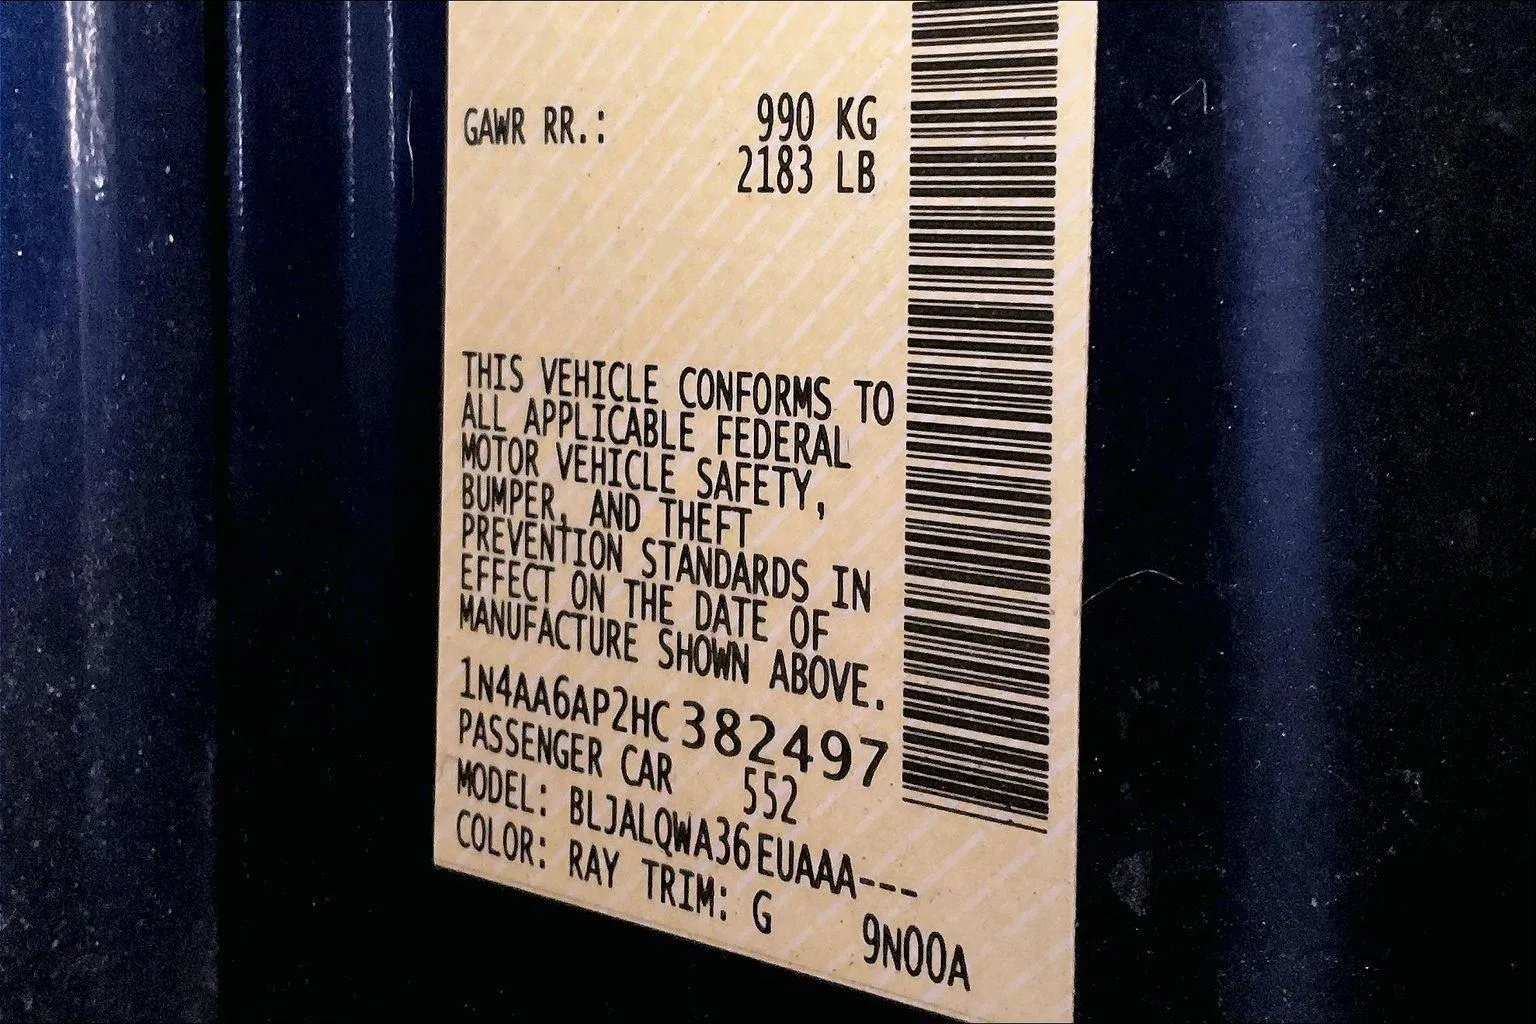 GAWR RR.: 990 KG
2183 LB
THIS VEHICLE CONFORMS TO
ALL APPLICABLE FEDERAL
MOTOR VEHICLE SAFETY,
BUMPER, AND THEFT
PREVENTION STANDARDS IN
EFFECT ON THE DATE OF
MANUFACTURE SHOWN ABOVE.
1N4AA6AP2HC382497
PASSENGER CAR 552
MODEL: BLJALQWA36EUAAA---
COLOR: RAY TRIM: G 9N00A